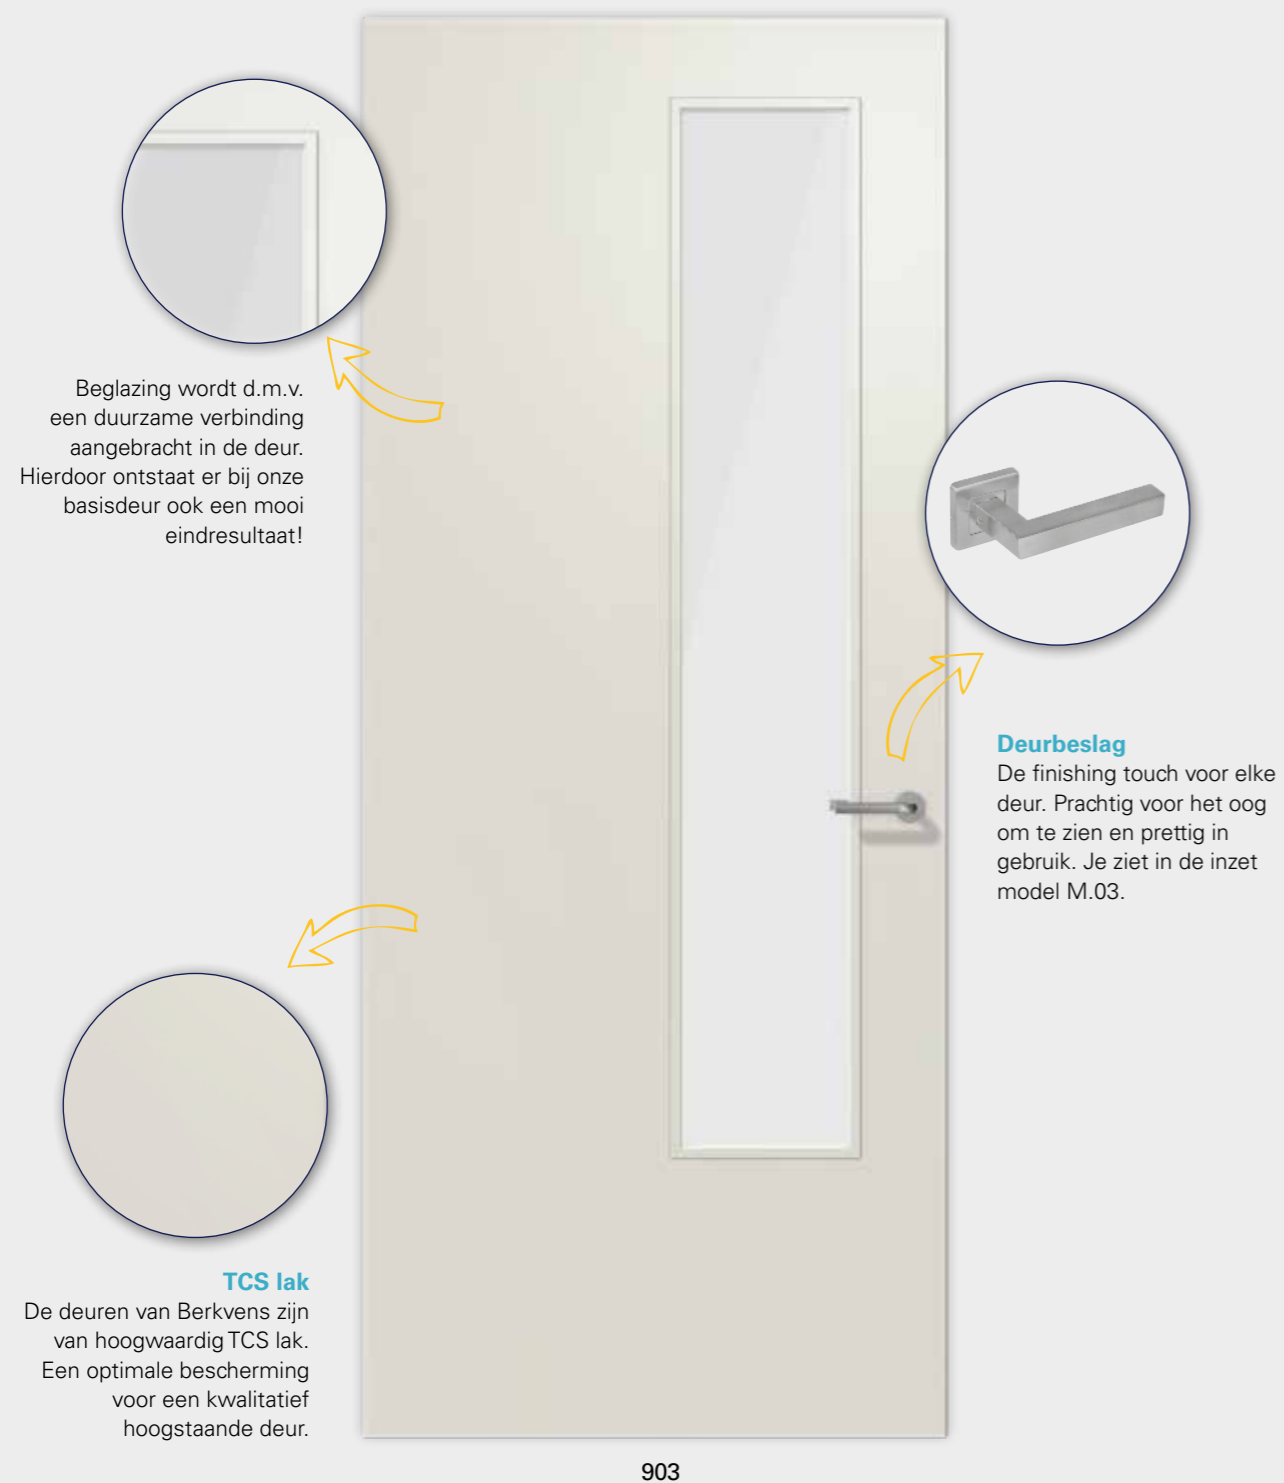 Beglazing wordt d.m.v.
een duurzame verbinding
aangebracht in de deur.
Hierdoor ontstaat er bij onze
basisdeur ook een mooi
eindresultaat!
Deurbeslag
De finishing touch voor elke
deur. Prachtig voor het oog
om te zien en prettig in
gebruik. Je ziet in de inzet
model M.03.
TCS lak
De deuren van Berkvens zijn
van hoogwaardig TCS lak.
Een optimale bescherming
voor een kwalitatief
hoogstaande deur.
903